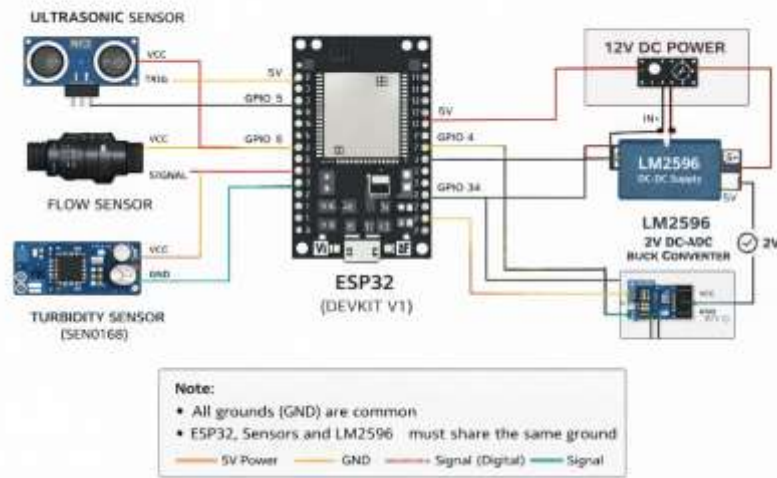 ULTRASONIC SENSOR
VCC
TRIG
5V
GPIO 5
VCC
GPIO 6
SIGNAL
FLOW SENSOR
VCC
GND
TURBIDITY SENSOR
(SEN0168)
ESP32
(DEVKIT V1)
5V
GPIO 4
GPIO 34
12V DC POWER
IN+
LM2596
DC-DC Supply
5V
LM2596
2V DC-ADC
BUCK CONVERTER
2V
VCC
Note:
• All grounds (GND) are common
• ESP32, Sensors and LM2596 must share the same ground
5V Power
GND
Signal (Digital)
Signal